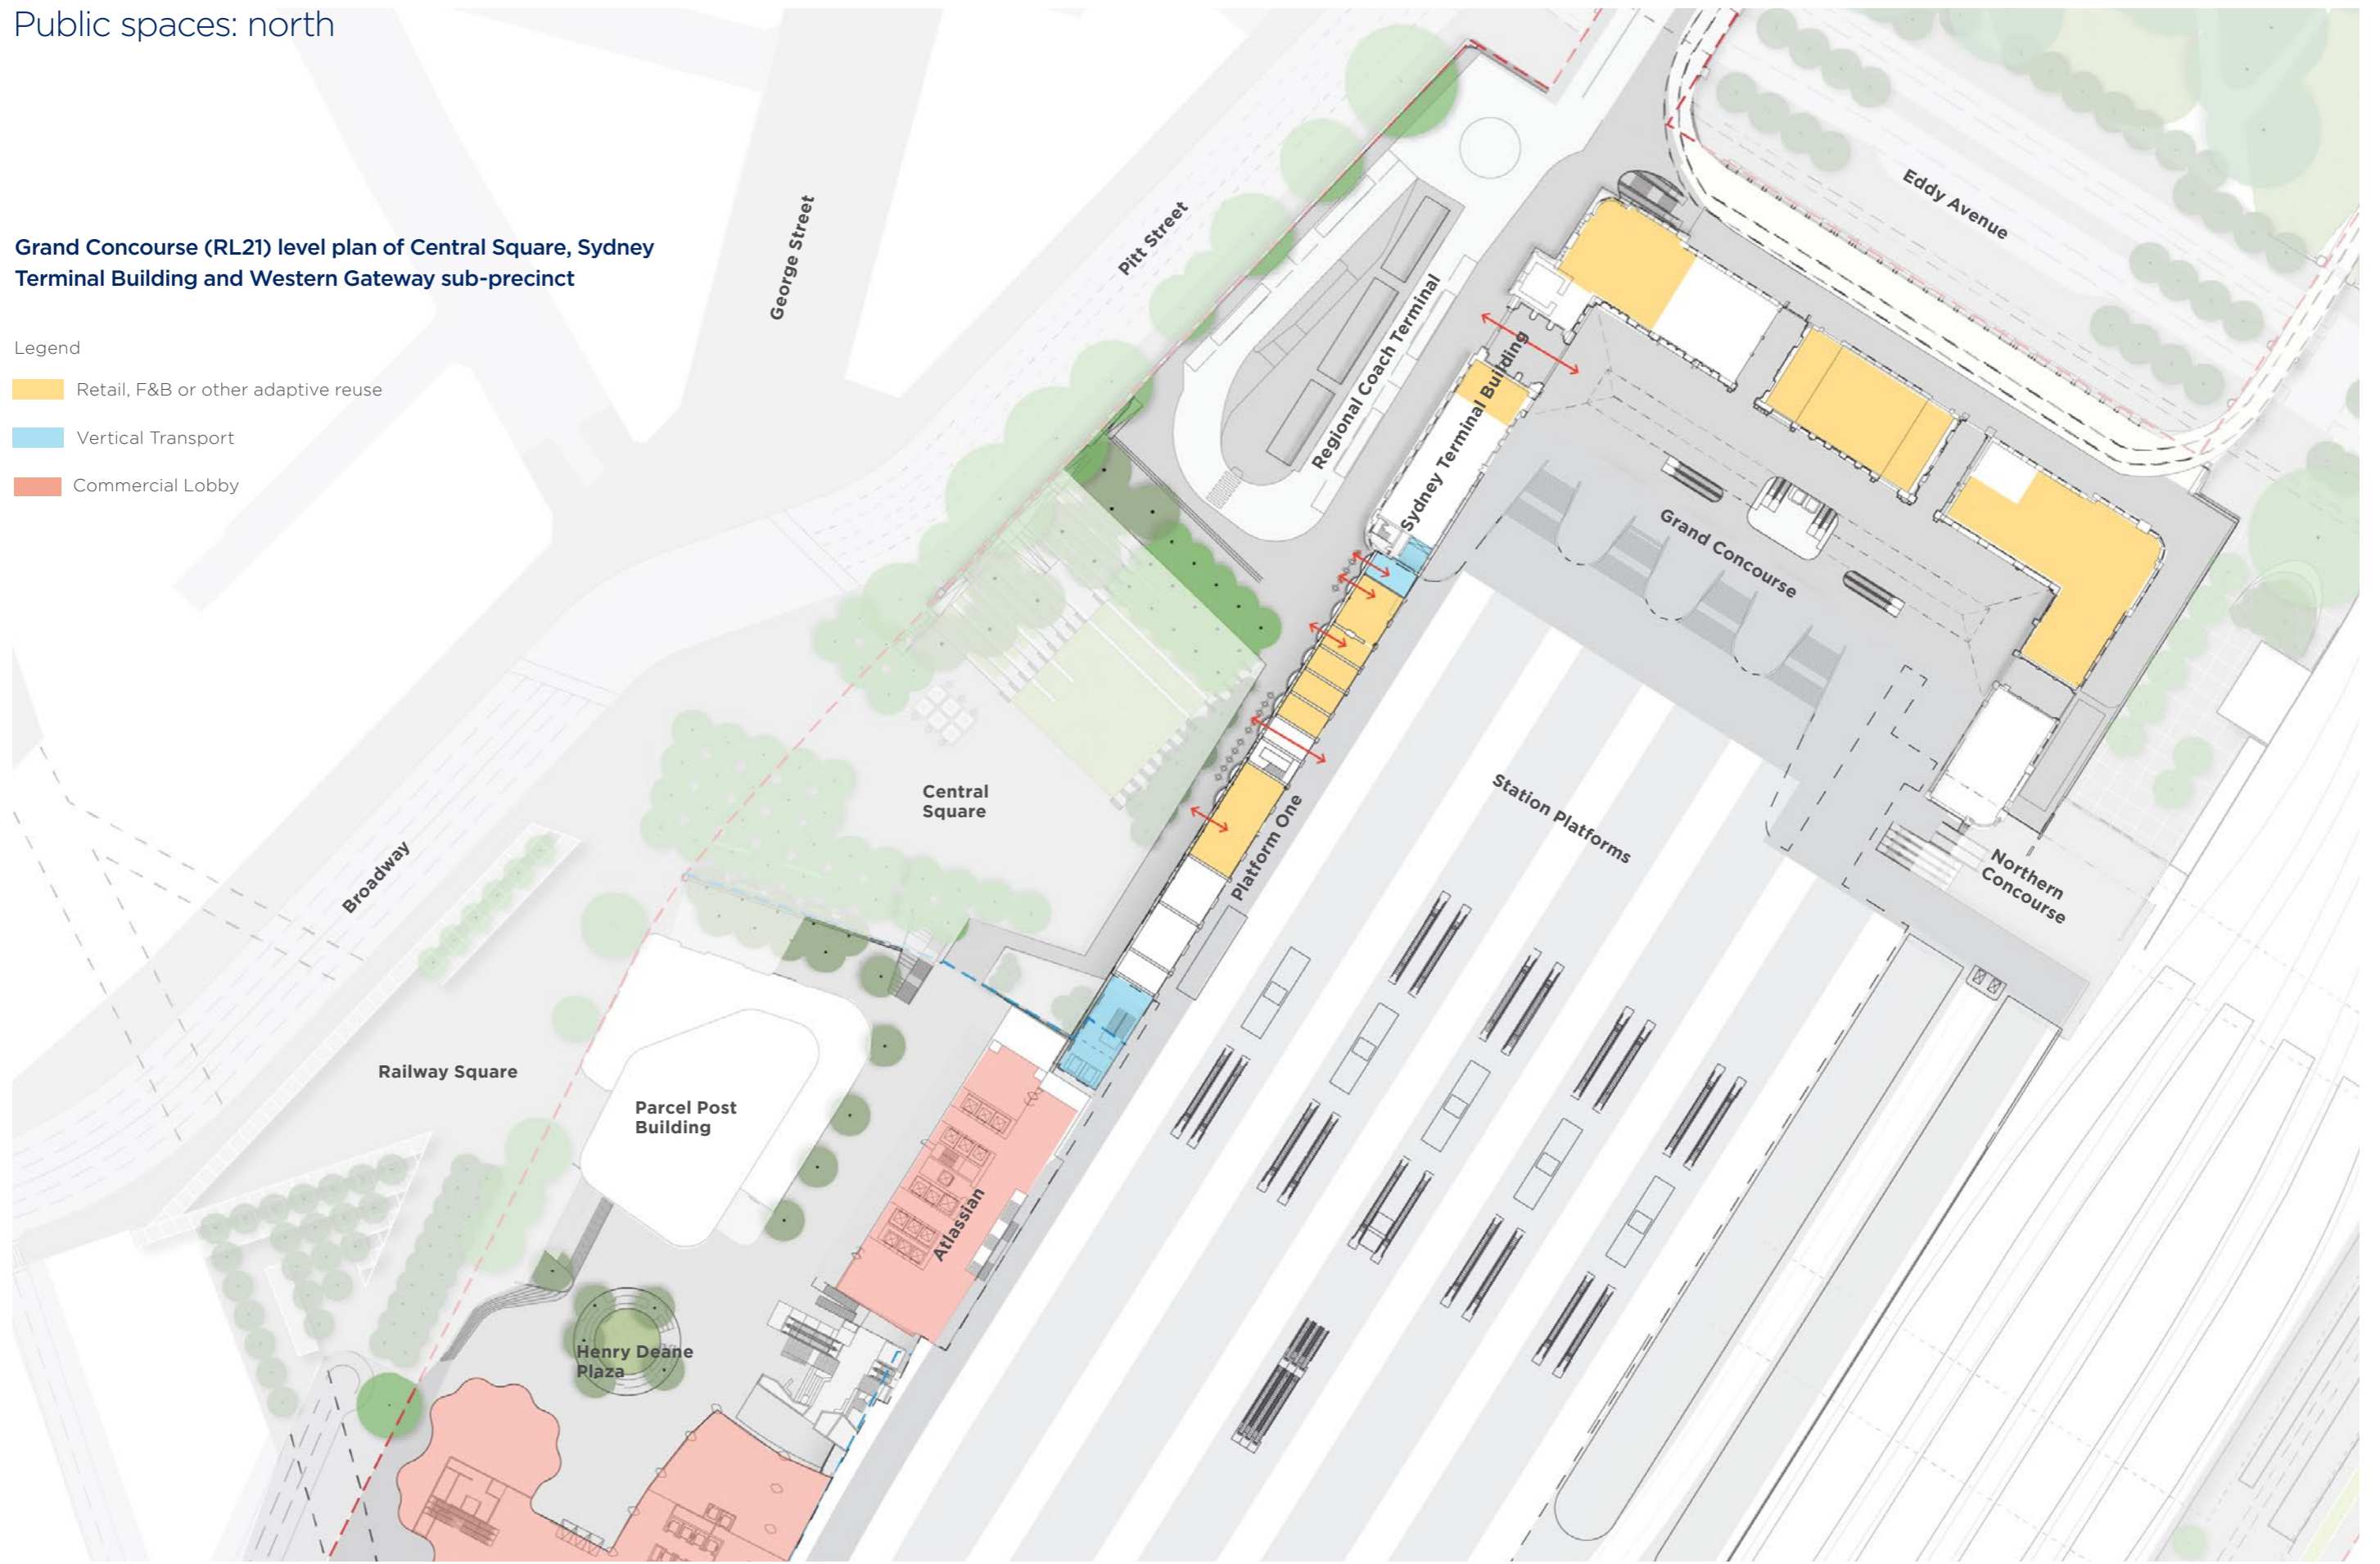 Public spaces: north
Grand Concourse (RL21) level plan of Central Square, Sydney
Terminal Building and Western Gateway sub-precinct
Legend
Retail, F&B or other adaptive reuse
Vertical Transport
Commercial Lobby
George Street
Pitt Street
Eddy Avenue
Regional Coach Terminal
Sydney Terminal Building
Grand Concourse
Central
Square
Station Platforms
Platform One
Broadway
Northern
Concourse
Railway Square
Parcel Post
Building
Atlassian
Henry Deane
Plaza